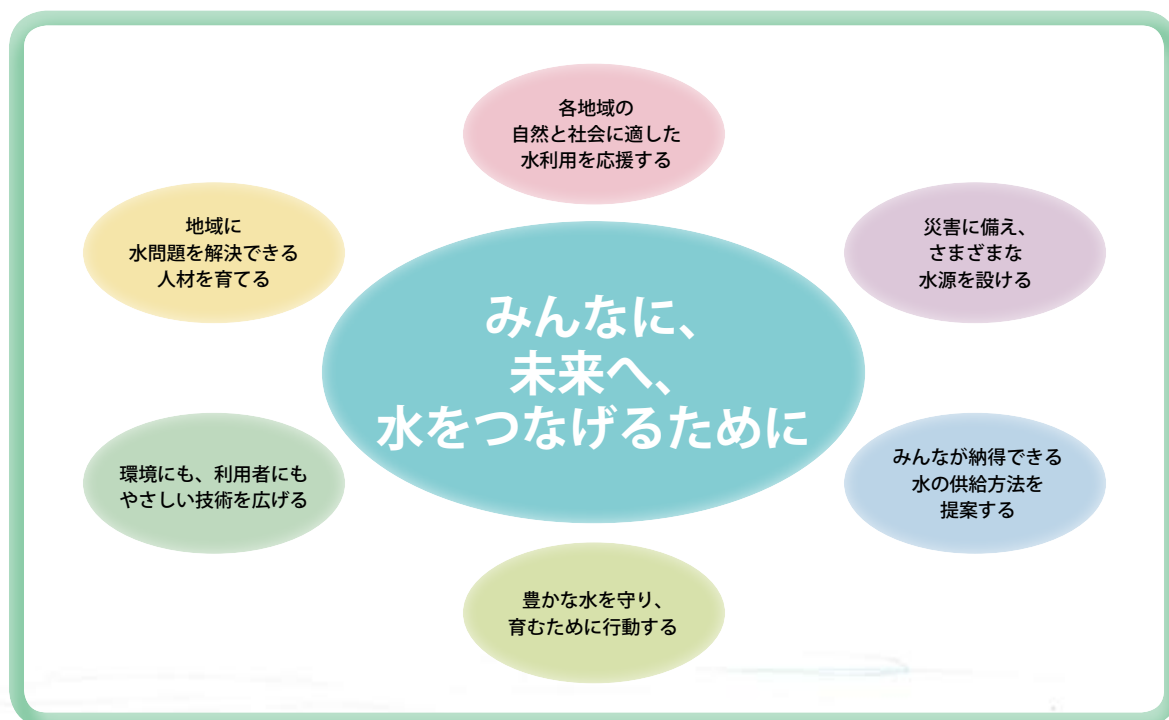 各地域の
自然と社会に適した
水利用を応援する
地域に
水問題を解決できる
人材を育てる
災害に備え、
さまざまな
水源を設ける
みんなに、
未来へ、
水をつなげるために
環境にも、利用者にも
やさしい技術を広げる
みんなが納得できる
水の供給方法を
提案する
豊かな水を守り、
育むために行動する